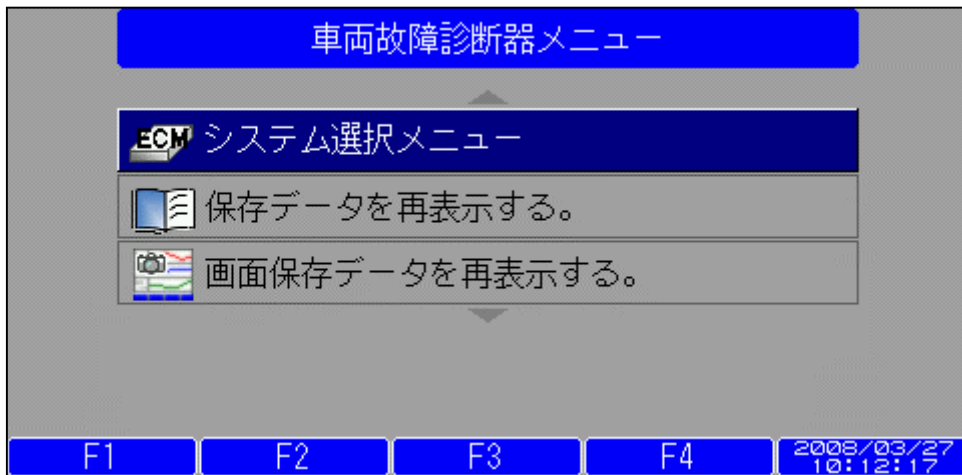 車両故障診断器メニュー
ECM システム選択メニュー
保存データを再表示する。
画面保存データを再表示する。
F1 F2 F3 F4 2008/03/27
10:12:17